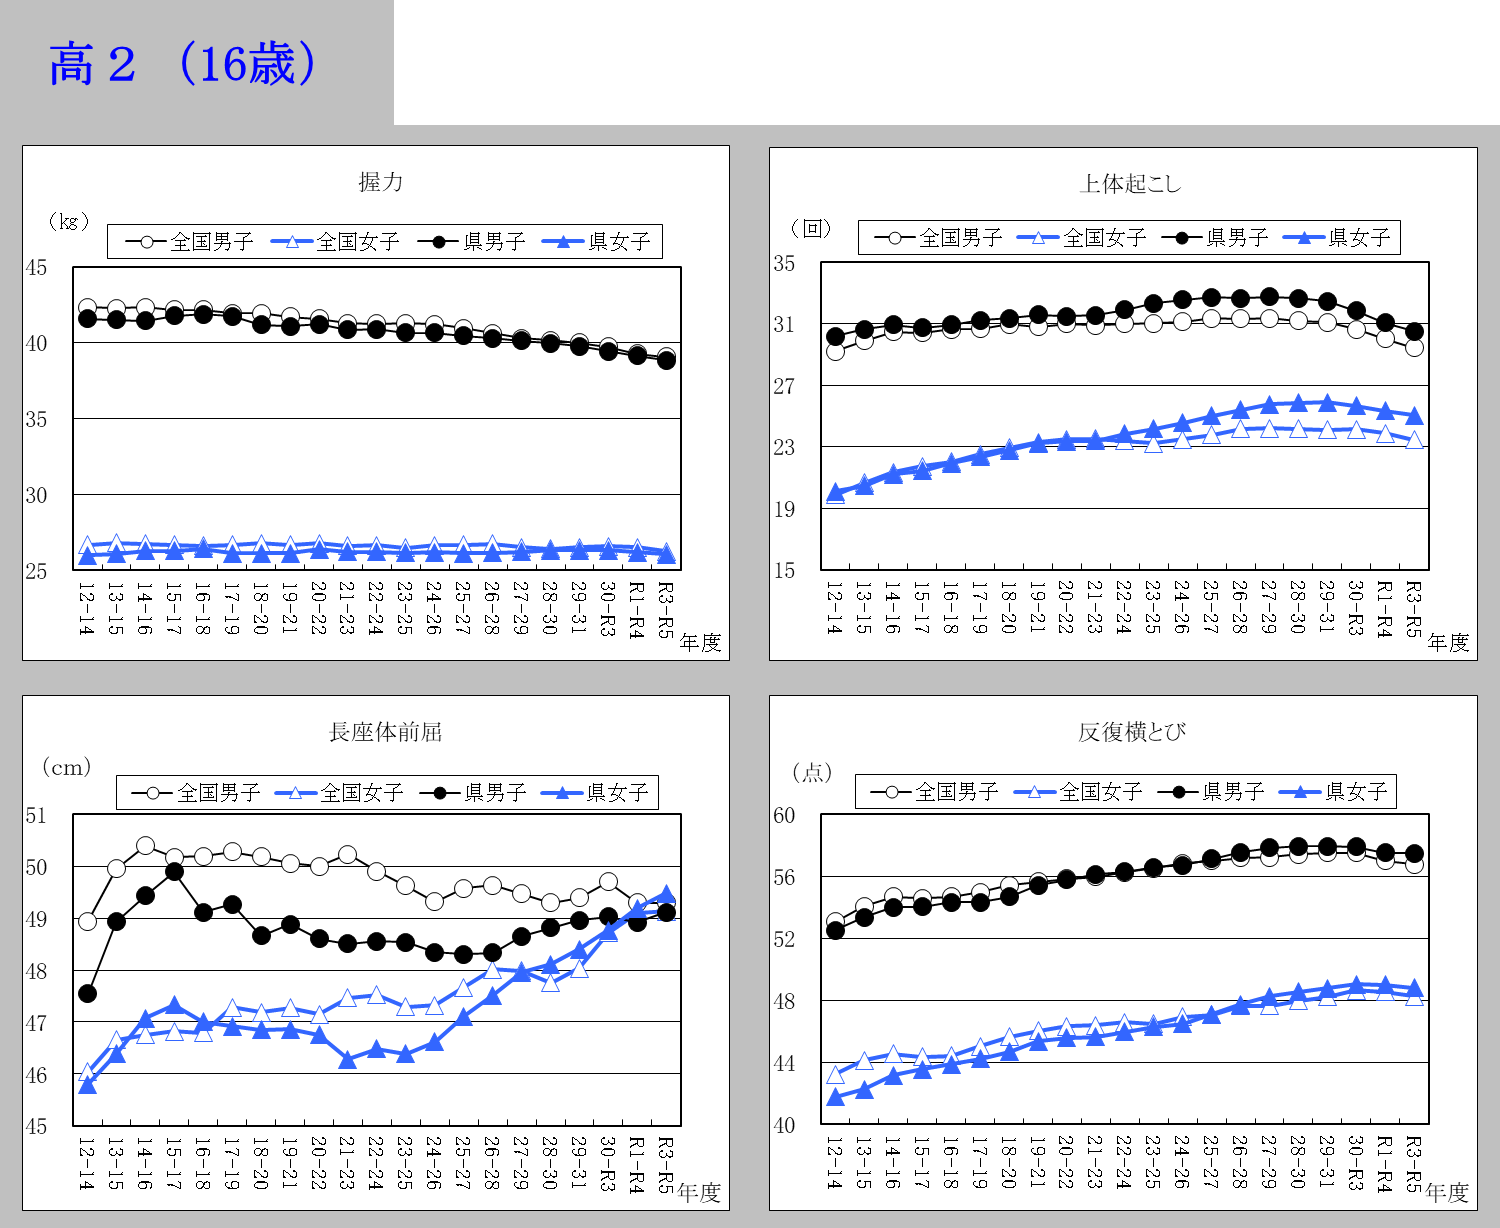 高２ （16歳）
握力
（kg）
全国男子 全国女子 県男子 県女子
45
40
35
30
25
12-14 13-15 14-16 15-17 16-18 17-19 18-20 19-21 20-22 21-23 22-24 23-25 24-26 25-27 26-28 27-29 28-30 29-31 30-R3 R1-R4 R3-R5
年度
上体起こし
（回）
全国男子 全国女子 県男子 県女子
35
31
27
23
19
15
12-14 13-15 14-16 15-17 16-18 17-19 18-20 19-21 20-22 21-23 22-24 23-25 24-26 25-27 26-28 27-29 28-30 29-31 30-R3 R1-R4 R3-R5
年度
長座体前屈
（cm）
全国男子 全国女子 県男子 県女子
51
50
49
48
47
46
45
12-14 13-15 14-16 15-17 16-18 17-19 18-20 19-21 20-22 21-23 22-24 23-25 24-26 25-27 26-28 27-29 28-30 29-31 30-R3 R1-R4 R3-R5
年度
反復横とび
（点）
全国男子 全国女子 県男子 県女子
60
56
52
48
44
40
12-14 13-15 14-16 15-17 16-18 17-19 18-20 19-21 20-22 21-23 22-24 23-25 24-26 25-27 26-28 27-29 28-30 29-31 30-R3 R1-R4 R3-R5
年度